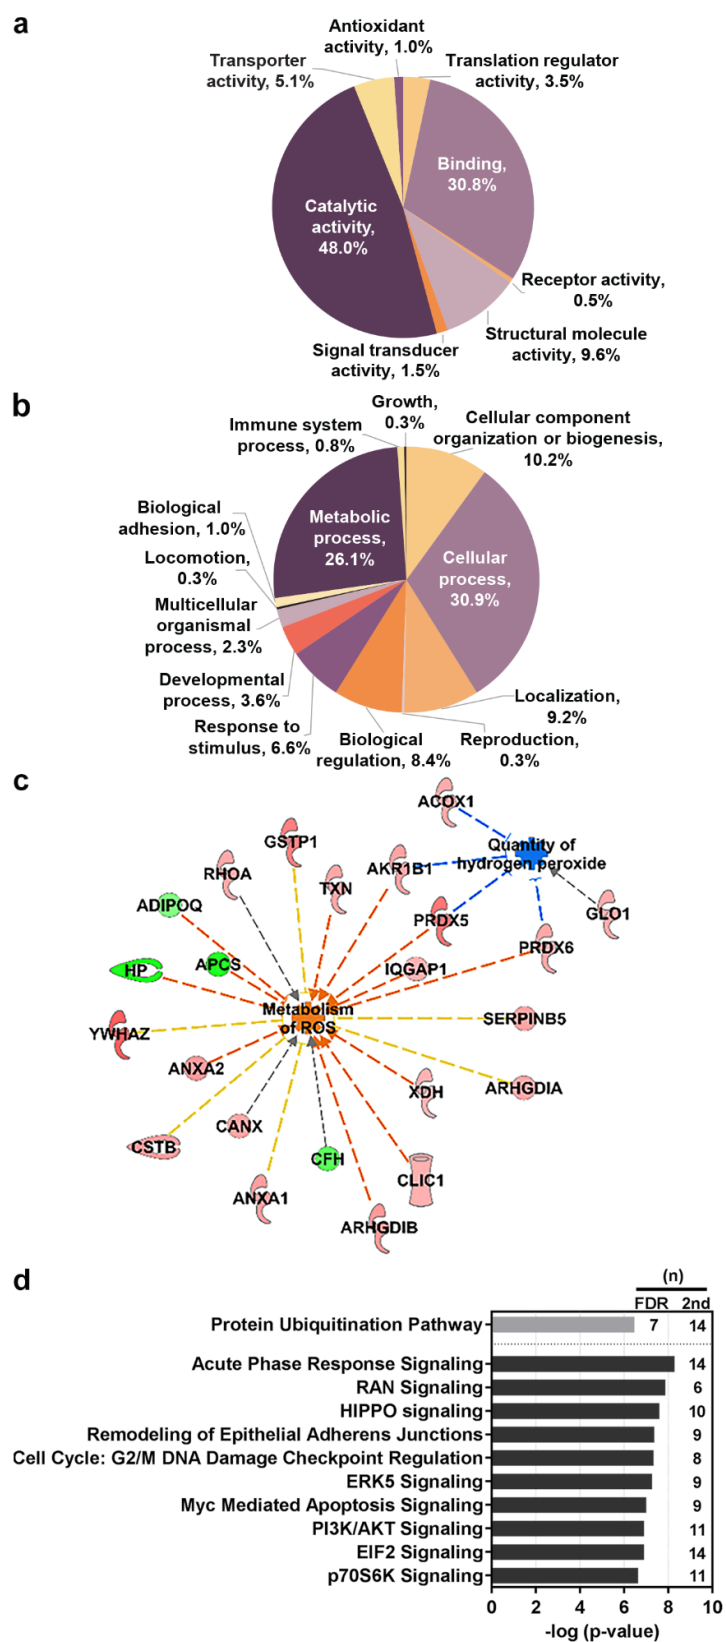 a
Antioxidant
activity, 1.0%
Transporter
activity, 5.1%
Translation regulator
activity, 3.5%
Binding,
30.8%
Catalytic
activity,
48.0%
Receptor activity,
0.5%
Structural molecule
activity, 9.6%
Signal transducer
activity, 1.5%
b
Growth,
0.3%
Immune system
process, 0.8%
Cellular component
organization or biogenesis,
10.2%
Biological
adhesion, 1.0%
Metabolic
process,
26.1%
Cellular
process,
30.9%
Locomotion,
0.3%
Multicellular
organismal
process, 2.3%
Developmental
process, 3.6%
Localization,
9.2%
Response to
stimulus, 6.6%
Biological
regulation, 8.4%
Reproduction,
0.3%
c
ACOX1
GSTP1
Quantity of
hydrogen peroxide
RHOA
TXN
AKR1B1
ADIPOQ
PRDX5
GLO1
PRDX6
HP
APCS
IQGAP1
Metabolism
of ROS
SERPINB5
YWHAZ
ANXA2
XDH
ARHGDIA
CANX
CSTB
CFH
CLIC1
ANXA1
ARHGDIB
d
(n)
FDR 2nd
Protein Ubiquitination Pathway 7 14
Acute Phase Response Signaling 14
RAN Signaling 6
HIPPO signaling 10
Remodeling of Epithelial Adherens Junctions 9
Cell Cycle: G2/M DNA Damage Checkpoint Regulation 8
ERK5 Signaling 9
Myc Mediated Apoptosis Signaling 9
PI3K/AKT Signaling 11
EIF2 Signaling 14
p70S6K Signaling 11
0 2 4 6 8 10
-log (p-value)